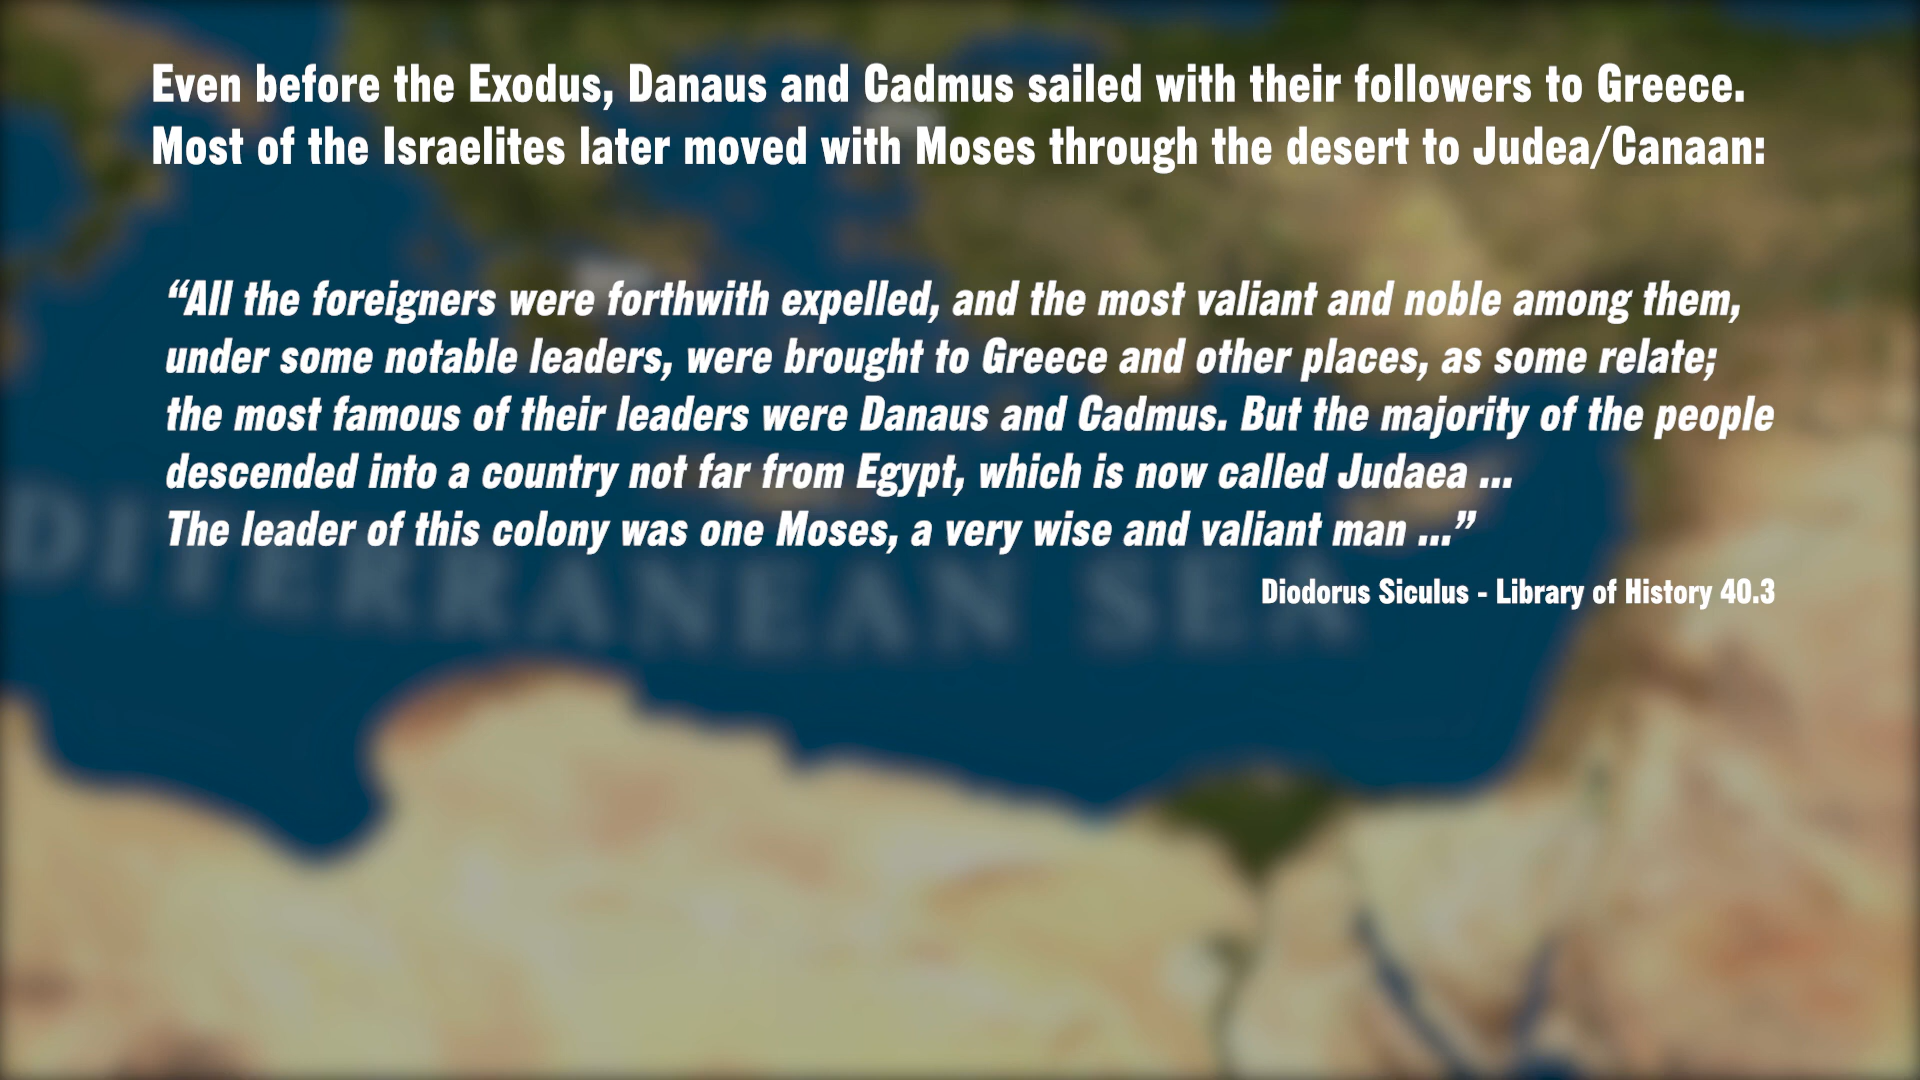 Even before the Exodus, Danaus and Cadmus sailed with their followers to Greece.
Most of the Israelites later moved with Moses through the desert to Judea/Canaan:
“All the foreigners were forthwith expelled, and the most valiant and noble among them,
under some notable leaders, were brought to Greece and other places, as some relate;
the most famous of their leaders were Danaus and Cadmus. But the majority of the people
descended into a country not far from Egypt, which is now called Judaea ...
The leader of this colony was one Moses, a very wise and valiant man ...”
DITERRANEAN SEA
Diodorus Siculus - Library of History 40.3